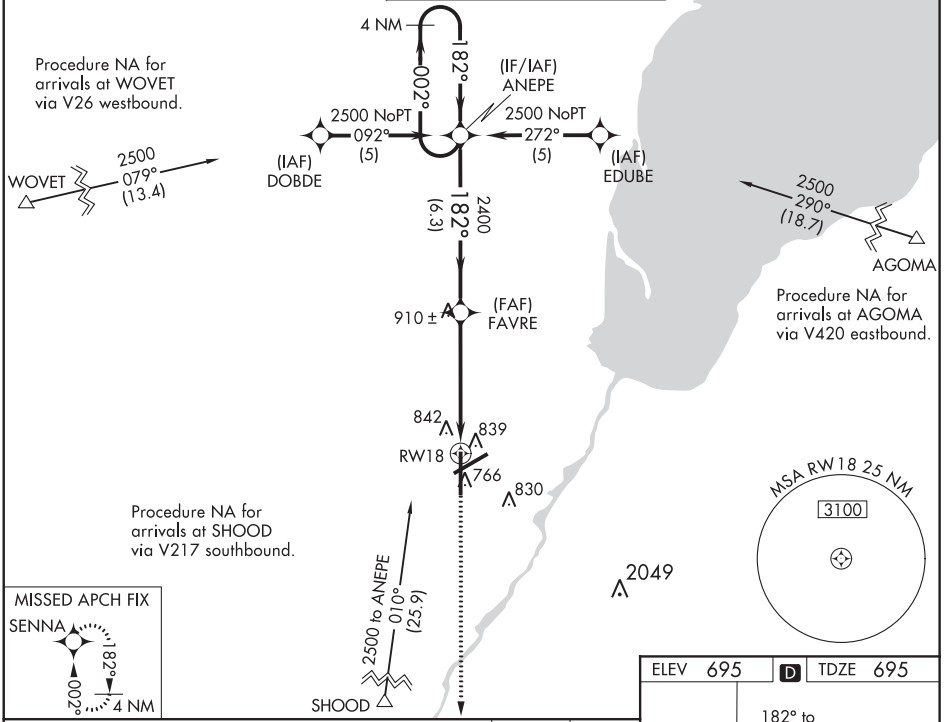 4 NM
Procedure NA for
arrivals at WOVET
via V26 westbound.
002°
182°
(IF/IAF)
ANEPE
2500 NoPT
092°
(5)
2500 NoPT
272°
(5)
(IAF)
DOBDE
(IAF)
EDUBE
WOVET
2500
079°
(13.4)
2400
182°
(6.3)
2500
290°
(18.7)
AGOMA
Procedure NA for
arrivals at AGOMA
via V420 eastbound.
910 ±
(FAF)
FAVRE
842
839
RW18
766
830
MSA RW18 25 NM
3100
Procedure NA for
arrivals at SHOOD
via V217 southbound.
2049
2500 to ANEPE
010°
(25.9)
SHOOD
MISSED APCH FIX
SENNA
182°
002°
4 NM
ELEV 695 D TDZE 695
182° to